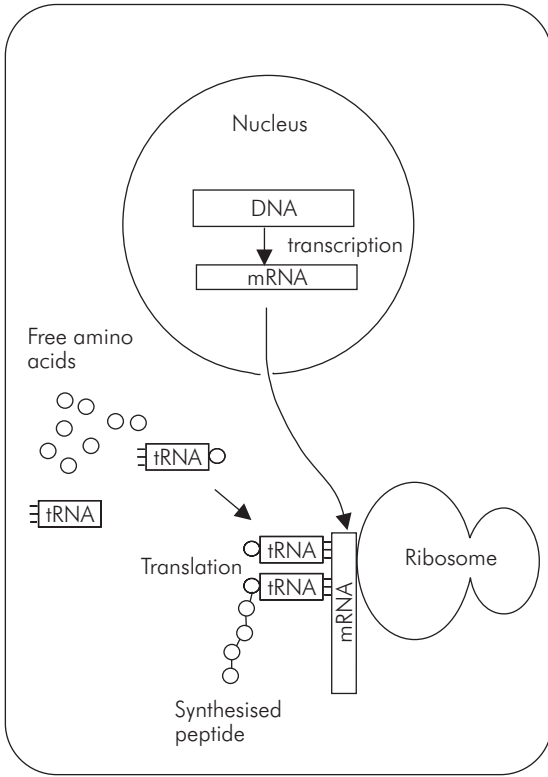 Nucleus
DNA
transcription
mRNA
Free amino
acids
tRNA
tRNA
Translation
tRNA
tRNA
mRNA
Ribosome
Synthesised
peptide